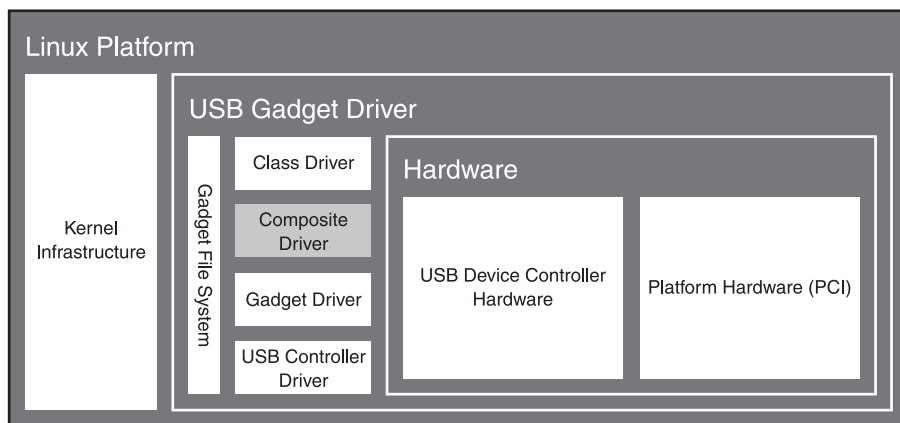 Linux Platform
Kernel
Infrastructure
USB Gadget Driver
Gadget File System
Class Driver
Composite
Driver
Gadget Driver
USB Controller
Driver
Hardware
USB Device Controller
Hardware
Platform Hardware (PCI)